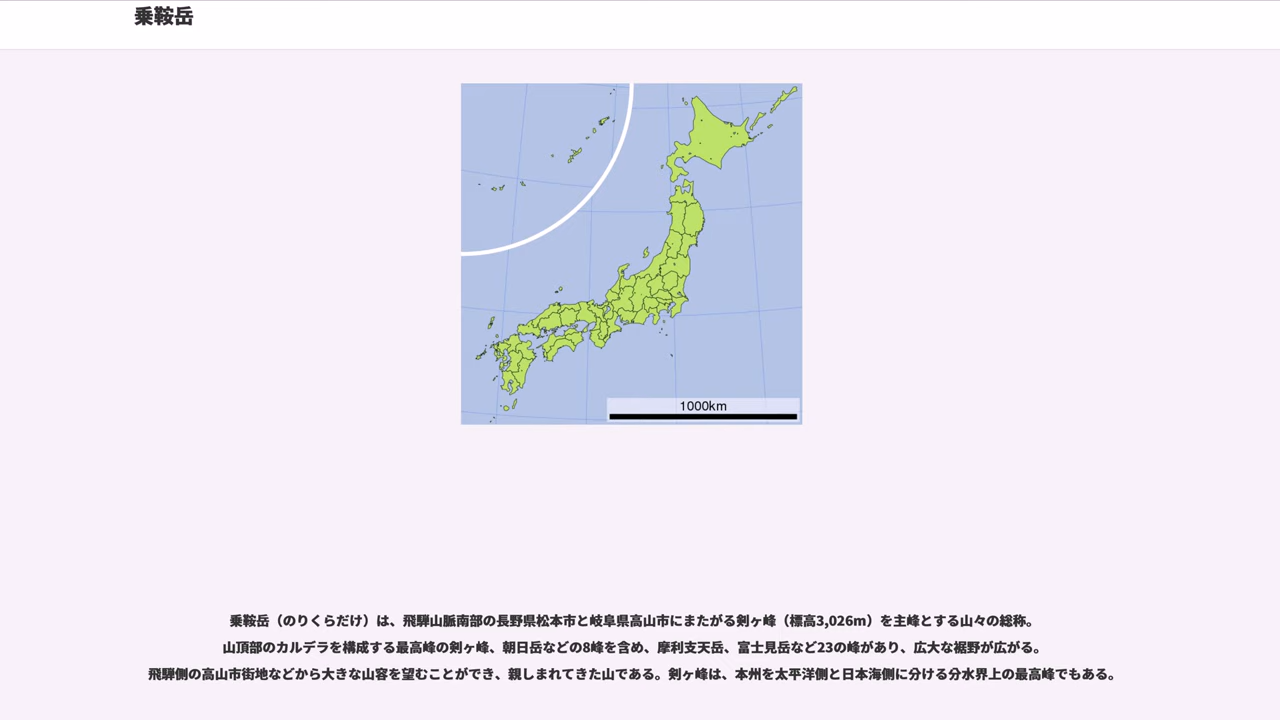 乗鞍岳
1000km
乗鞍岳（のりくらだけ）は、飛騨山脈南部の長野県松本市と岐阜県高山市にまたがる剣ヶ峰（標高3,026m）を主峰とする山々の総称。
山頂部のカルデラを構成する最高峰の剣ヶ峰、朝日岳などの8峰を含め、摩利支天岳、富士見岳など23の峰があり、広大な裾野が広がる。
飛騨側の高山市街地などから大きな山容を望むことができ、親しまれてきた山である。剣ヶ峰は、本州を太平洋側と日本海側に分ける分水界上の最高峰でもある。